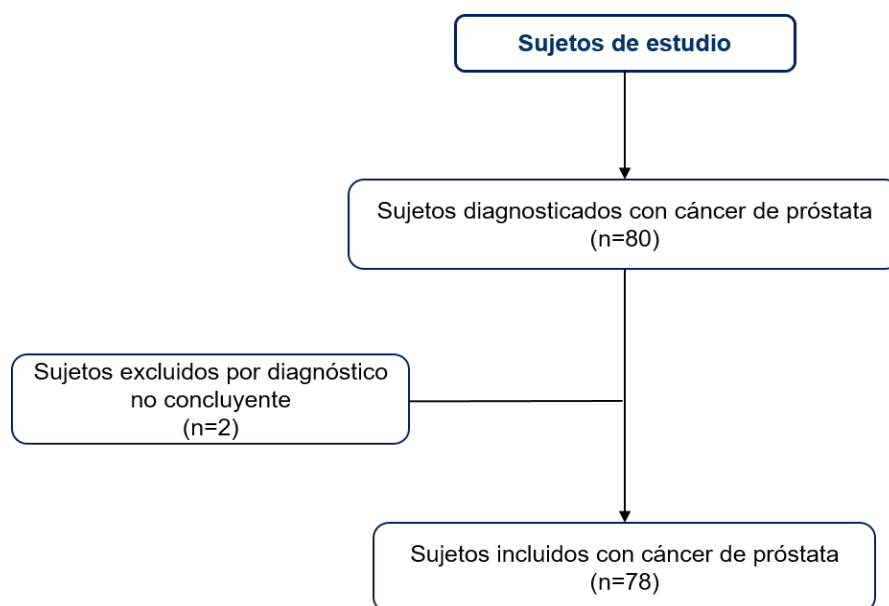 Sujetos de estudio
Sujetos diagnosticados con cáncer de próstata
(n=80)
Sujetos excluidos por diagnóstico
no concluyente
(n=2)
Sujetos incluidos con cáncer de próstata
(n=78)